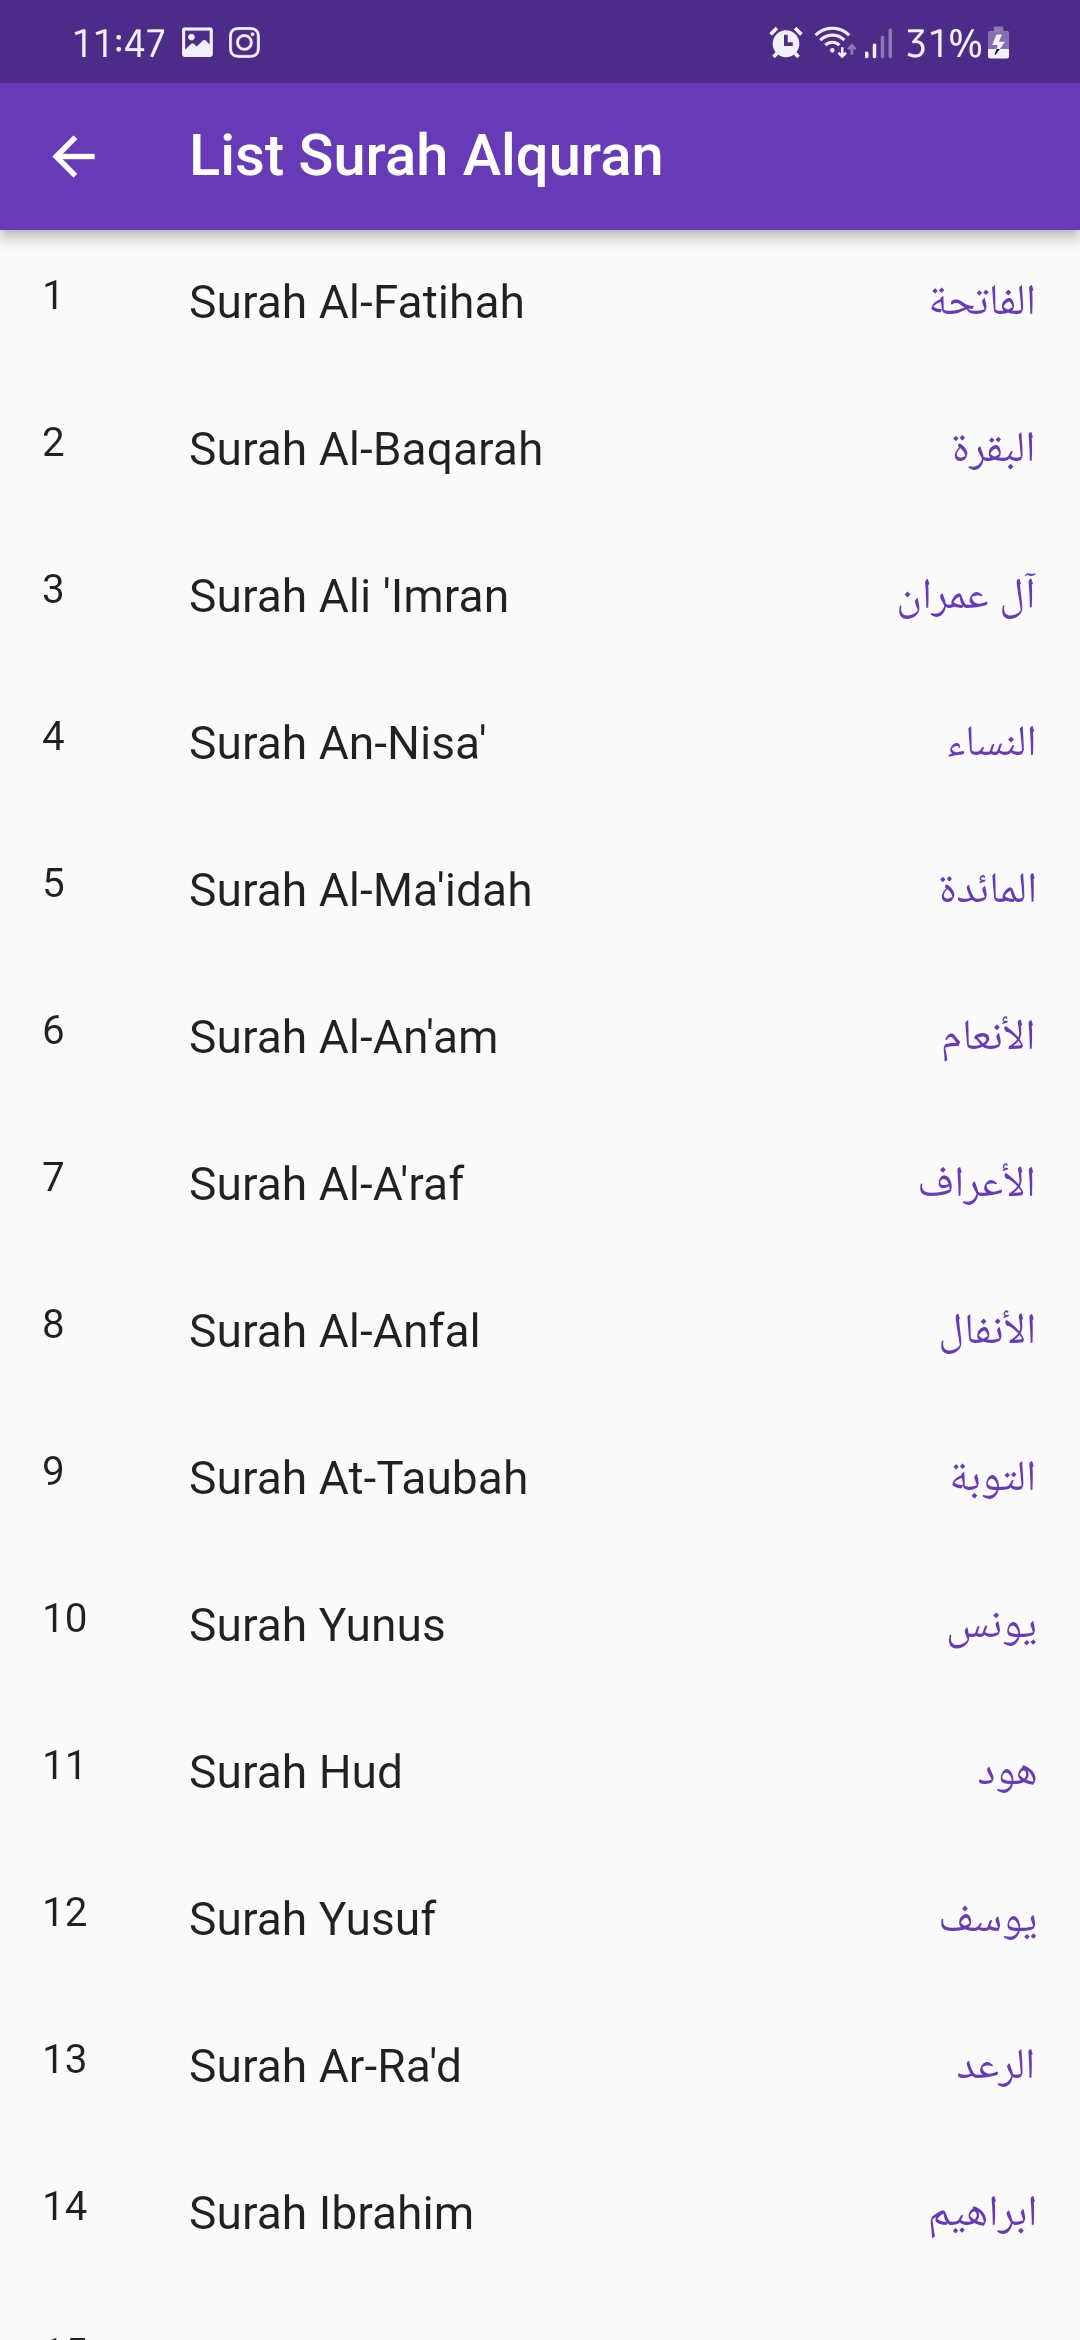 11:47 31%
List Surah Alquran
1 Surah Al-Fatihah الفاتحة
2 Surah Al-Baqarah البقرة
3 Surah Ali 'Imran آل عمران
4 Surah An-Nisa' النساء
5 Surah Al-Ma'idah المائدة
6 Surah Al-An'am الأنعام
7 Surah Al-A'raf الأعراف
8 Surah Al-Anfal الأنفال
9 Surah At-Taubah التوبة
10 Surah Yunus يونس
11 Surah Hud هود
12 Surah Yusuf يوسف
13 Surah Ar-Ra'd الرعد
14 Surah Ibrahim ابراهيم